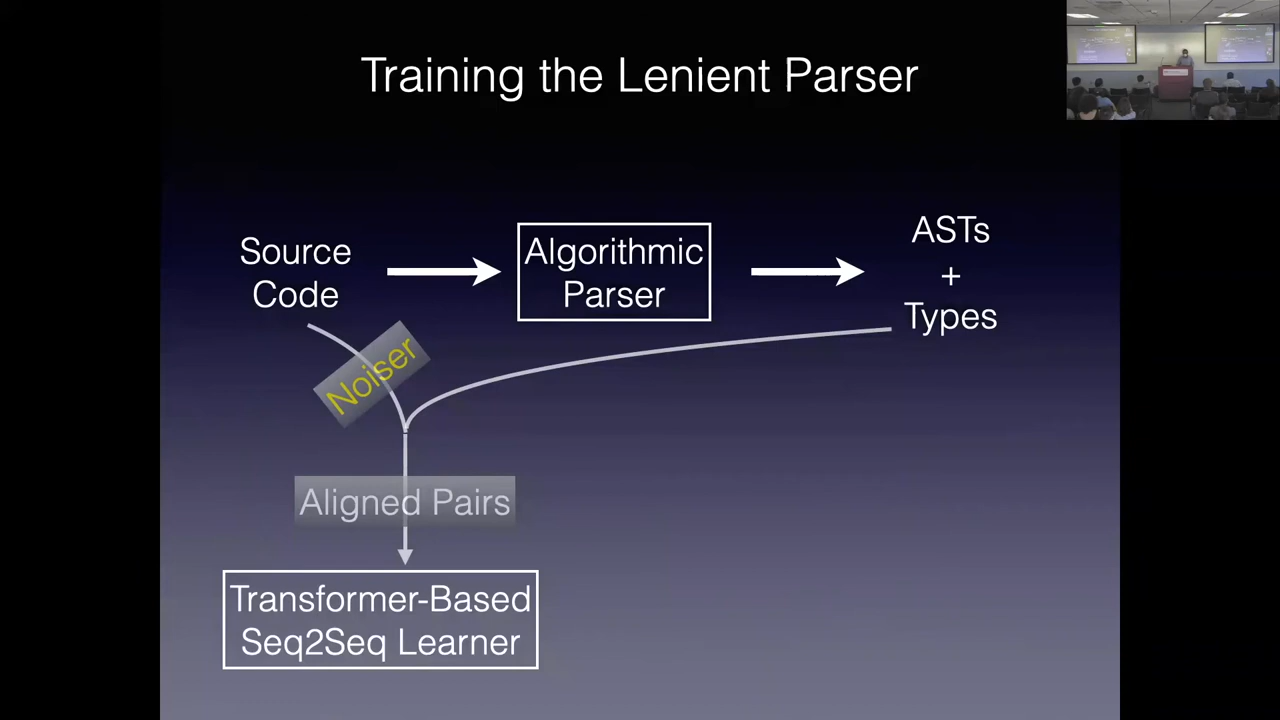 Training the Lenient Parser
Source
Code
Algorithmic
Parser
ASTs
+
Types
Noiser
Aligned Pairs
Transformer-Based
Seq2Seq Learner